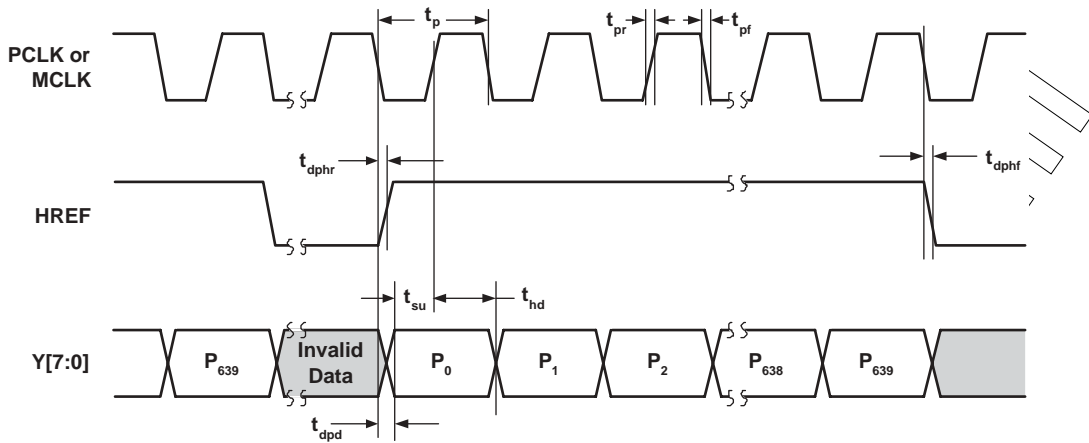 t_p
t_pr
t_pf
PCLK or
MCLK
t_dphr
t_dphf
HREF
t_su
t_hd
Y[7:0]
P_639
Invalid
Data
P_0
P_1
P_2
P_638
P_639
t_dpd